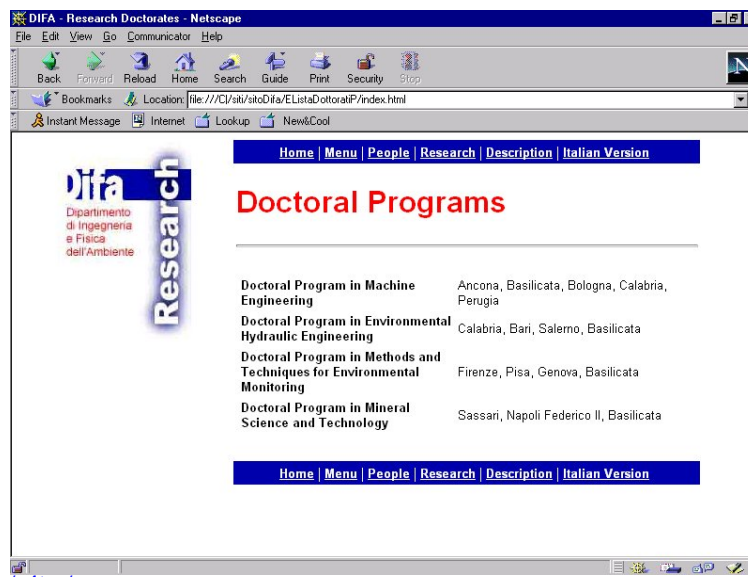 DIFA - Research Doctorates - Netscape
File Edit View Go Communicator Help
Back Forward Reload Home Search Guide Print Security Stop
N
Bookmarks Location: file:///C|/siti/sitoDifa/EListaDottoratiP/index.html
Instant Message Internet Lookup New&Cool
Home | Menu | People | Research | Description | Italian Version
Difa
Dipartimento
di Ingegneria
e Fisica
dell'Ambiente
Research
Doctoral Programs
Doctoral Program in Machine Engineering Ancona, Basilicata, Bologna, Calabria, Perugia
Doctoral Program in Environmental Hydraulic Engineering Calabria, Bari, Salerno, Basilicata
Doctoral Program in Methods and Techniques for Environmental Monitoring Firenze, Pisa, Genova, Basilicata
Doctoral Program in Mineral Science and Technology Sassari, Napoli Federico II, Basilicata
Home | Menu | People | Research | Description | Italian Version